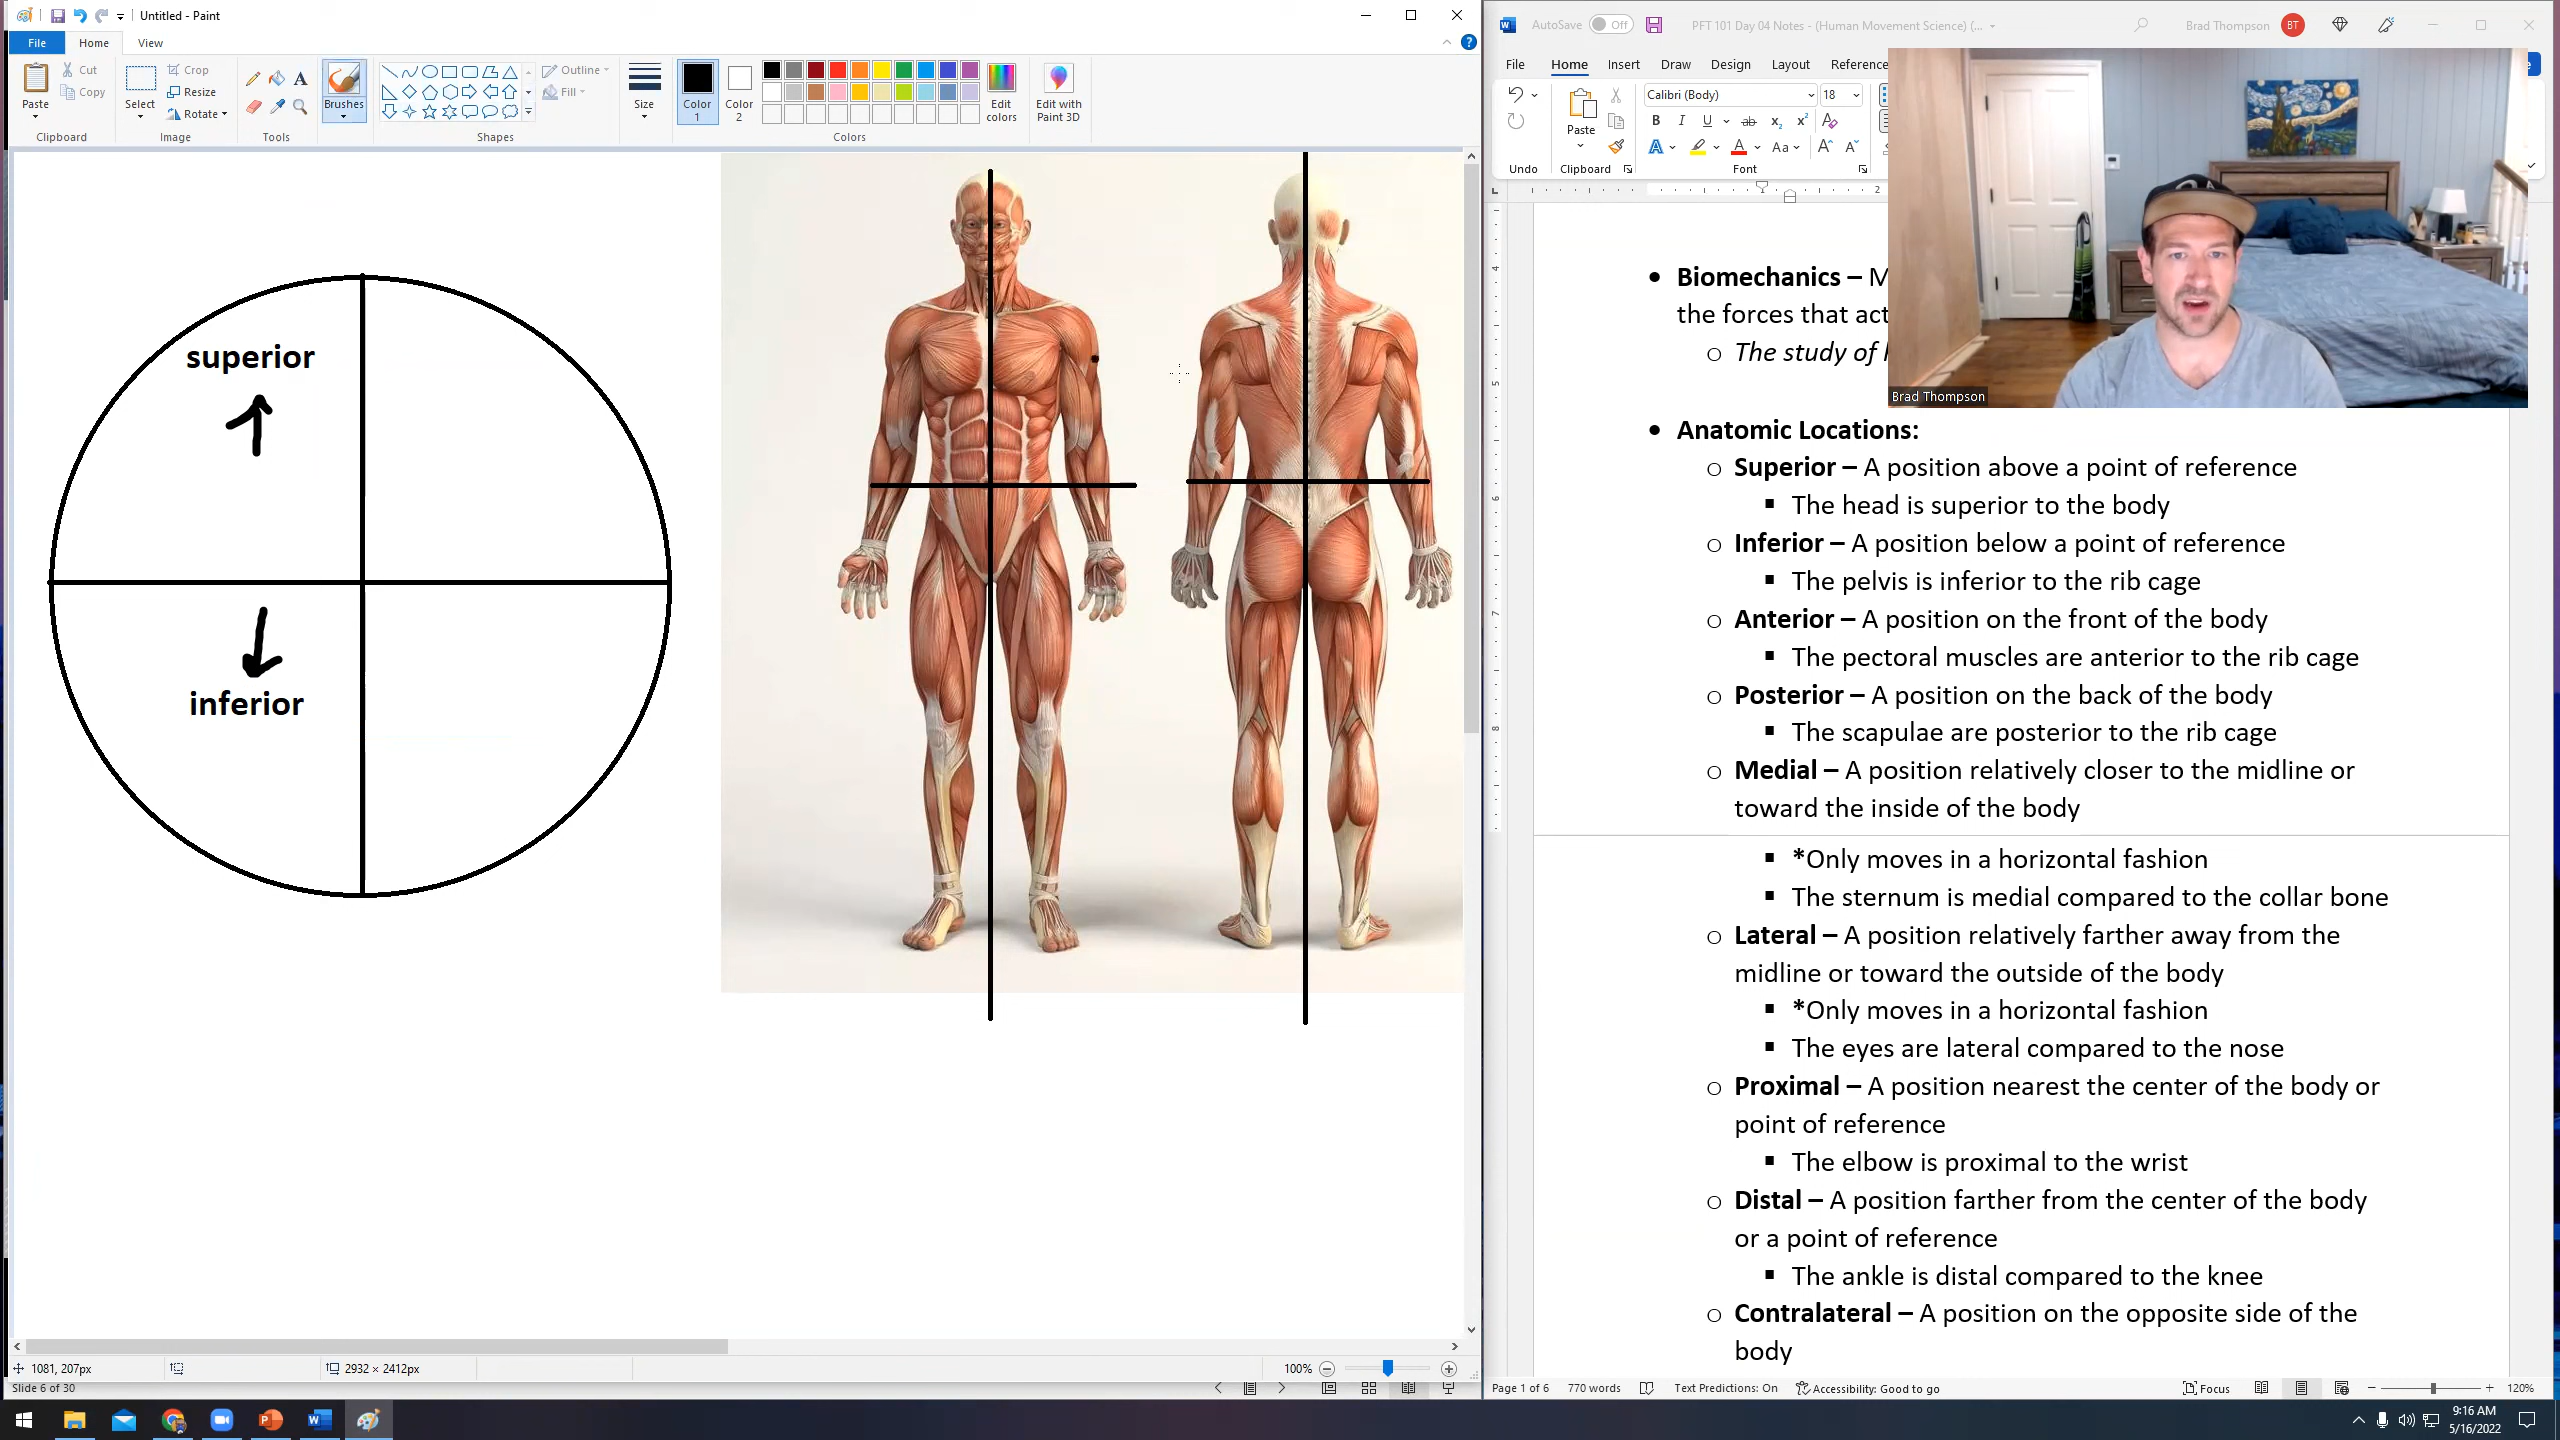 Untitled - Paint
File Home View
Paste Cut Copy Clipboard
Select Crop Resize Rotate Image
Tools
Brushes
Shapes
Outline Fill
Size
Color 1 Color 2
Colors
Edit colors
Edit with Paint 3D
superior
inferior
1081, 207px 2932 × 2412px 100%
Slide 6 of 30
AutoSave Off PFT 101 Day 04 Notes - (Human Movement Science) (... Brad Thompson BT
File Home Insert Draw Design Layout Reference
Undo
Paste Clipboard
Calibri (Body) 18
B I U ab x₂ x²
A A Aa A A
Font
2
Brad Thompson
• Biomechanics – M
the forces that act
o The study of
• Anatomic Locations:
o Superior – A position above a point of reference
▪ The head is superior to the body
o Inferior – A position below a point of reference
▪ The pelvis is inferior to the rib cage
o Anterior – A position on the front of the body
▪ The pectoral muscles are anterior to the rib cage
o Posterior – A position on the back of the body
▪ The scapulae are posterior to the rib cage
o Medial – A position relatively closer to the midline or
toward the inside of the body
▪ *Only moves in a horizontal fashion
▪ The sternum is medial compared to the collar bone
o Lateral – A position relatively farther away from the
midline or toward the outside of the body
▪ *Only moves in a horizontal fashion
▪ The eyes are lateral compared to the nose
o Proximal – A position nearest the center of the body or
point of reference
▪ The elbow is proximal to the wrist
o Distal – A position farther from the center of the body
or a point of reference
▪ The ankle is distal compared to the knee
o Contralateral – A position on the opposite side of the
body
Page 1 of 6 770 words Text Predictions: On Accessibility: Good to go Focus 120%
9:16 AM
5/16/2022